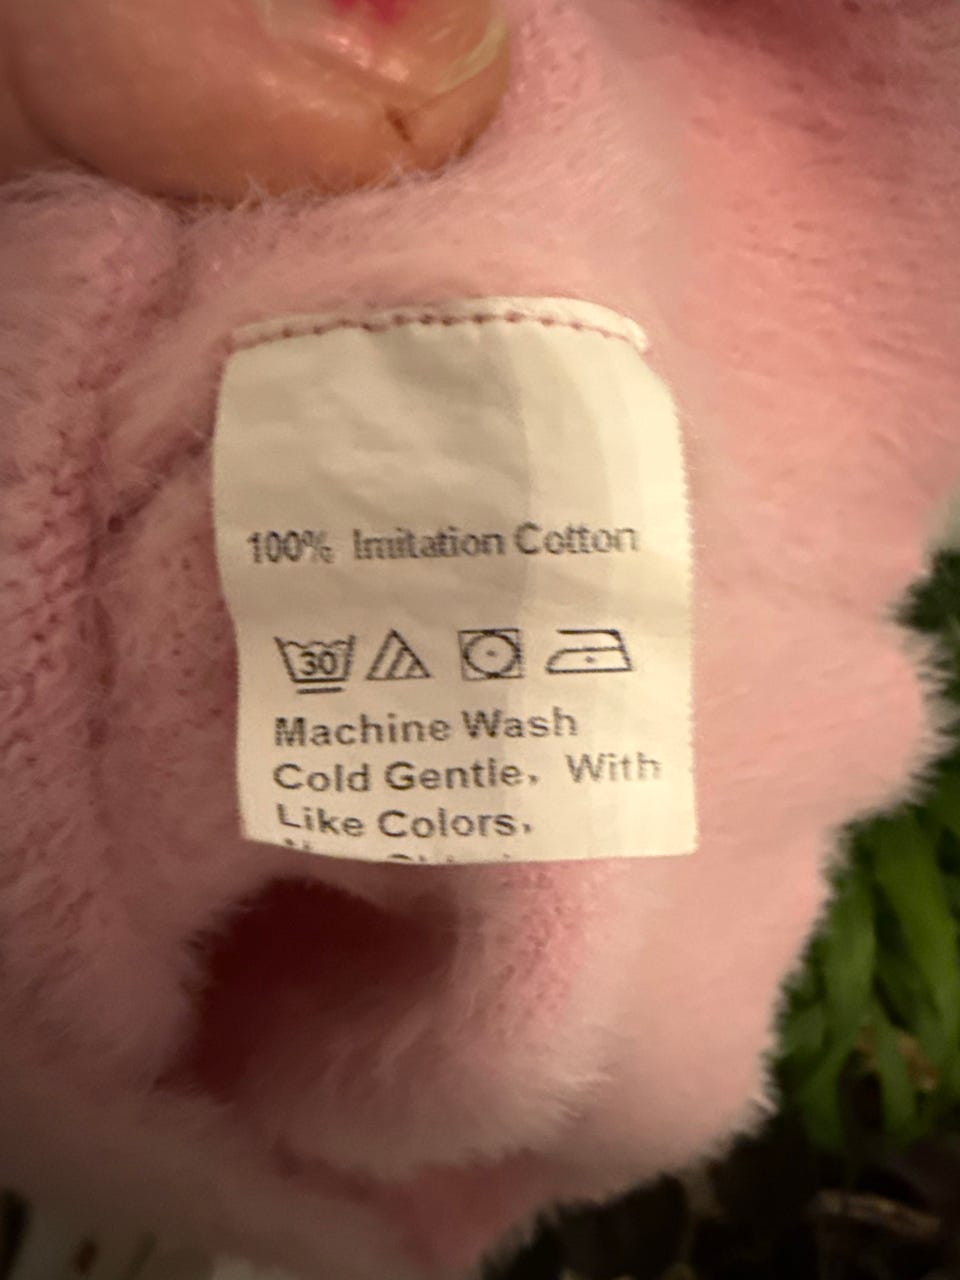 100% Imitation Cotton
30
Machine Wash
Cold Gentle, With
Like Colors,